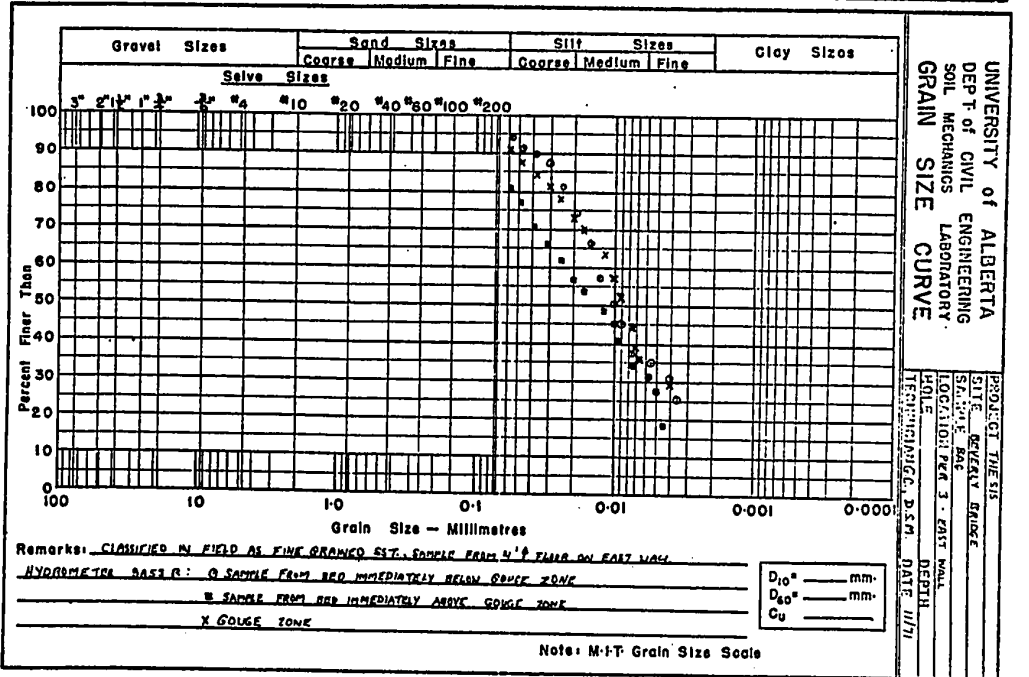 Gravel Sizes
Sand Sizes
Silt Sizes
Clay Sizes
Coarse Medium Fine
Coarse Medium Fine
Seive Sizes
3" 2" 1½" 1" ¾" ⅜" #4 #10 #20 #40 #60 #100 #200
100
90
80
70
60
50
40
30
20
10
0
Percent Finer Than
100 10 1·0 0·1 0·01 0·001 0·0001
Grain Size — Millimetres
Remarks: CLASSIFIED IN FIELD AS FINE GRAINED SST., SAMPLE FROM FLOOR ON EAST WALL
HYDROMETER: SAMPLE FROM BED IMMEDIATELY BELOW GOUGE ZONE
SAMPLE FROM BED IMMEDIATELY ABOVE GOUGE ZONE
X GOUGE ZONE
D10= mm·
D60= mm·
Cu
Note: M·I·T· Grain Size Scale
UNIVERSITY of ALBERTA
DEP'T· of CIVIL ENGINEERING
SOIL MECHANICS LABORATORY·
GRAIN SIZE CURVE
PROJECT THESIS
SITE BEVERLY BRIDGE
SAMPLE BAG
LOCATION PER 3 - EAST WALL
HOLE DEPTH
TECHNICIAN G.C., D.S.M. DATE 11/71